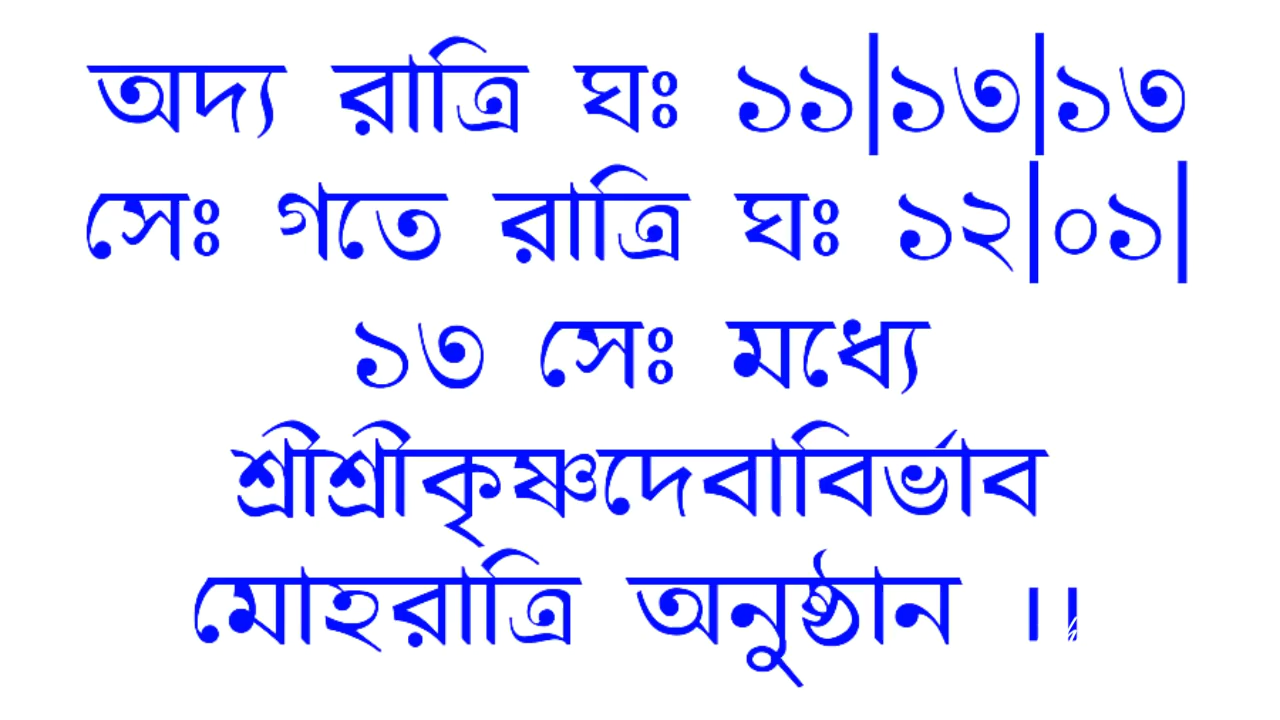 অদ্য রাত্রি ঘঃ ১১|১৩|১৩
সেঃ গতে রাত্রি ঘঃ ১২|০১|
১৩ সেঃ মধ্যে
শ্রীশ্রীকৃষ্ণদেবাবির্ভাব
মোহরাত্রি অনুষ্ঠান ।।